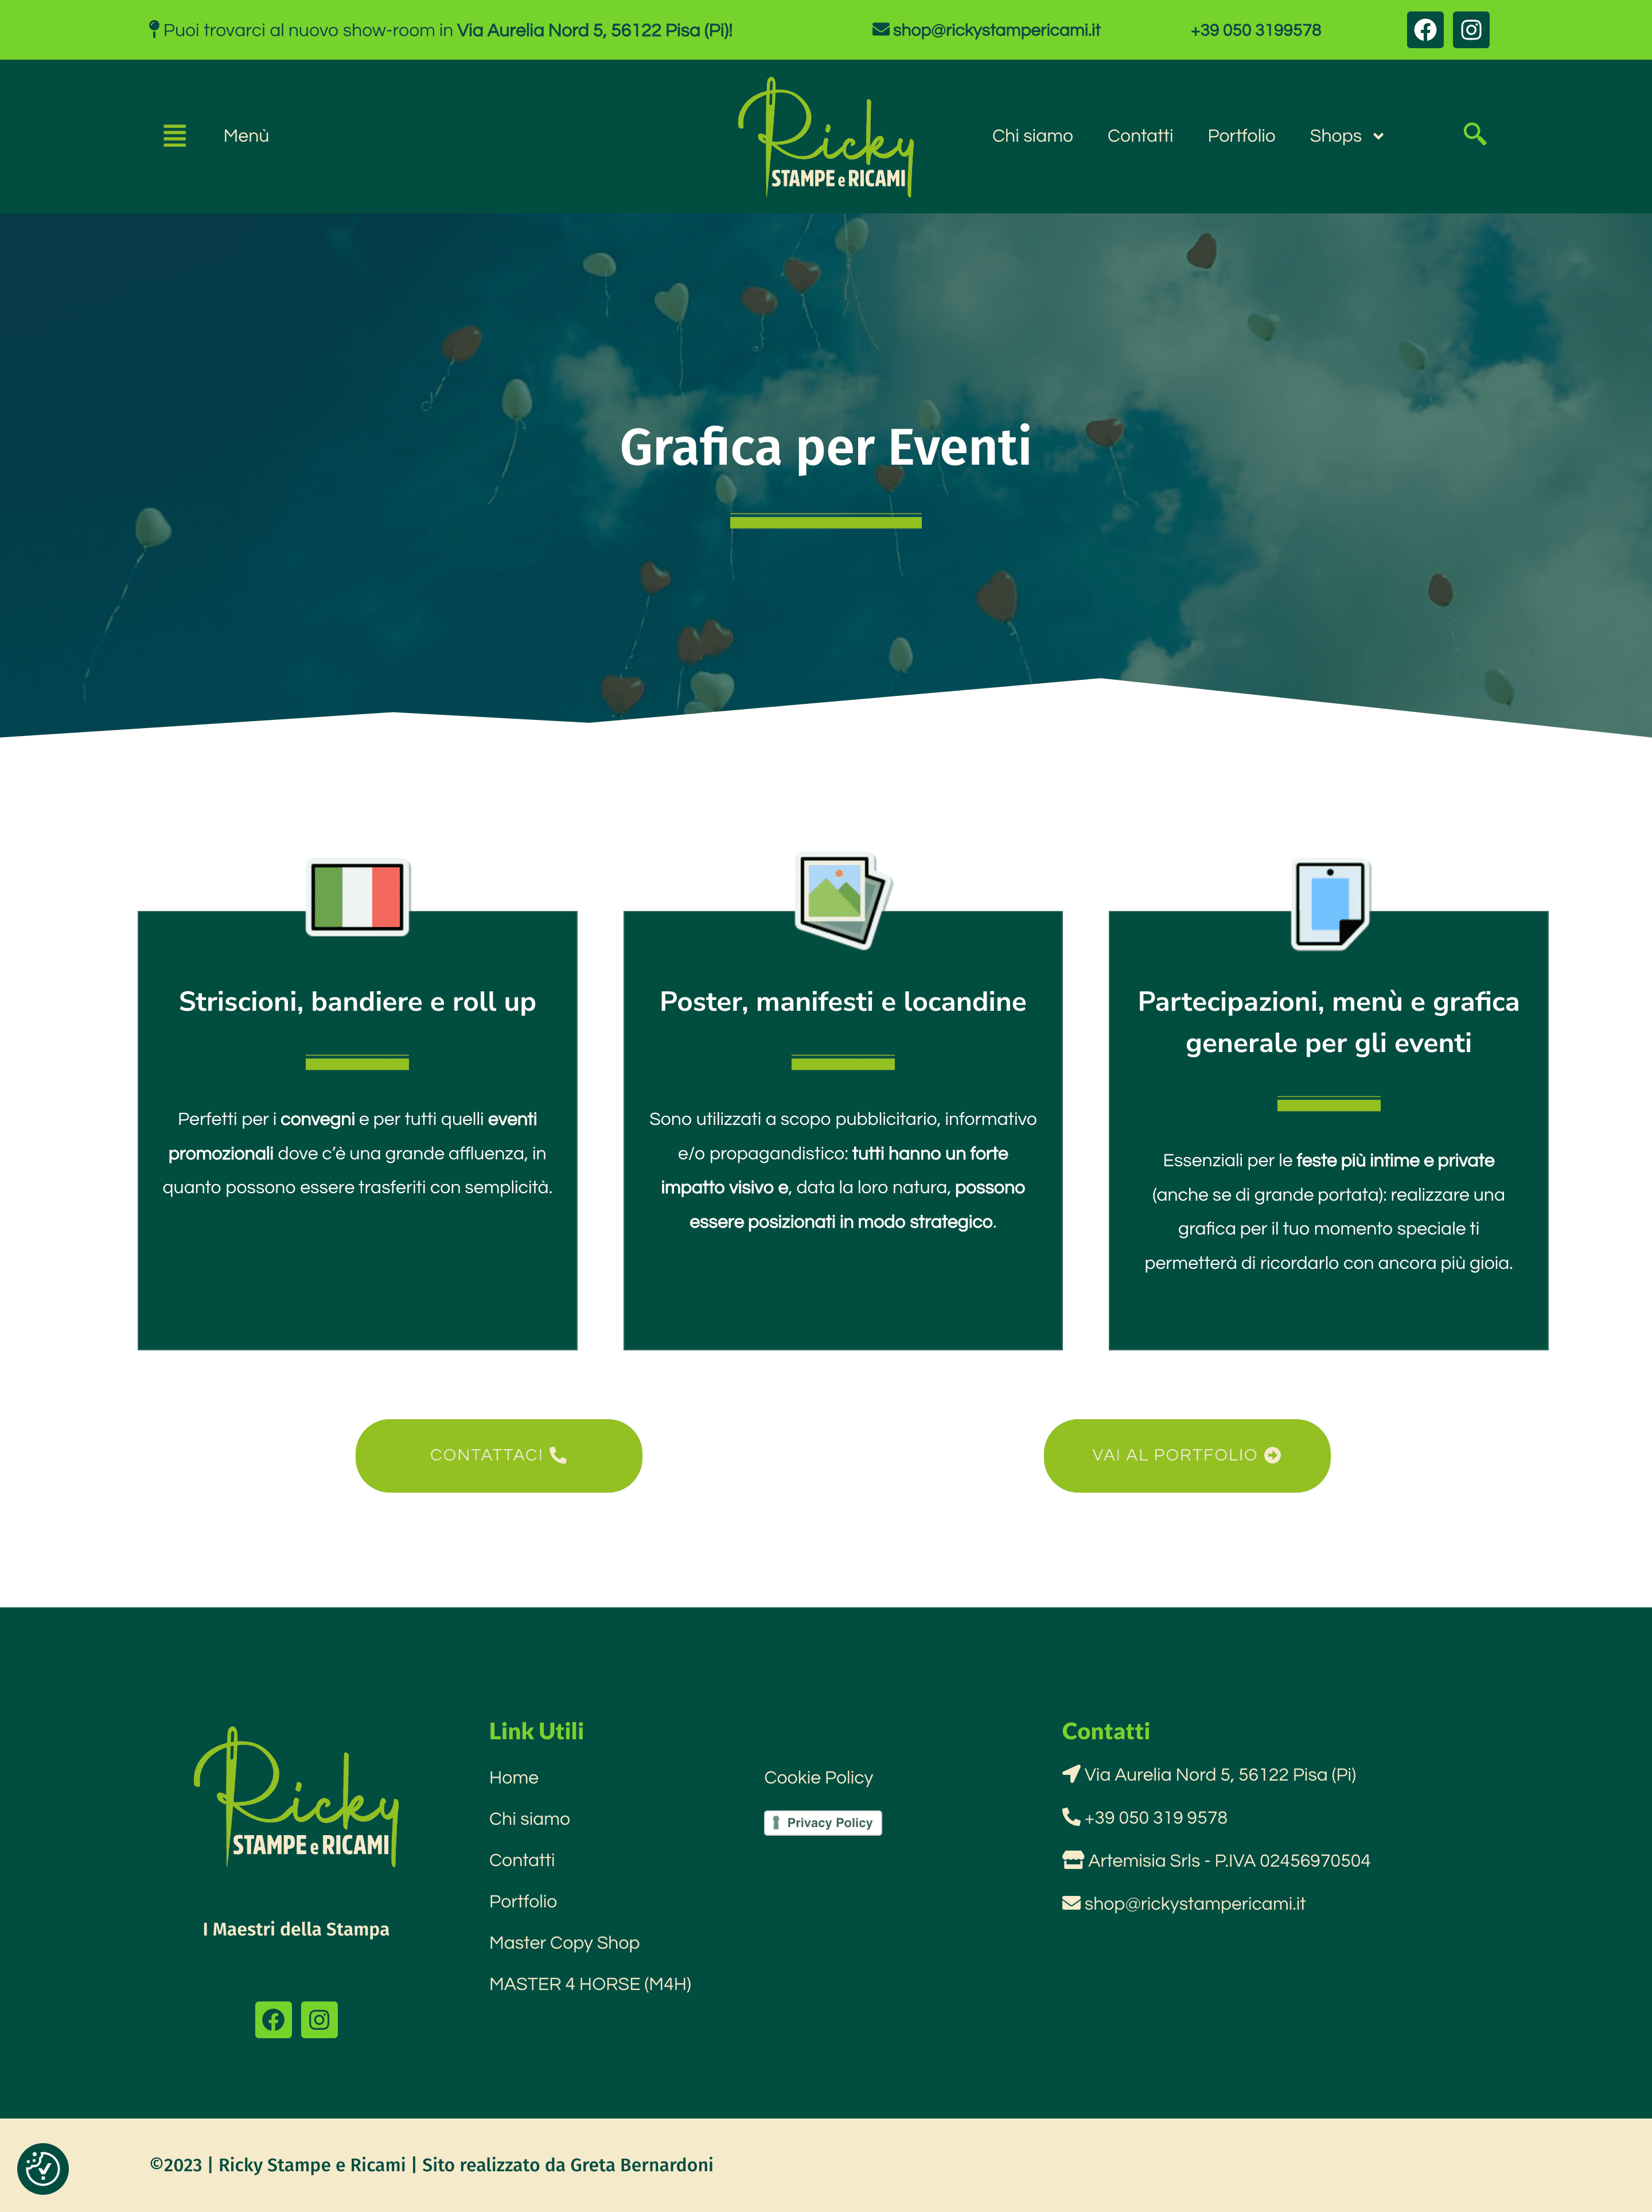 Puoi trovarci al nuovo show-room in Via Aurelia Nord 5, 56122 Pisa (Pi)!
shop@rickystampericami.it
+39 050 3199578
Menù
Ricky
STAMPE e RICAMI
Chi siamo
Contatti
Portfolio
Shops
Grafica per Eventi
Striscioni, bandiere e roll up
Perfetti per i convegni e per tutti quelli eventi
promozionali dove c’è una grande affluenza, in
quanto possono essere trasferiti con semplicità.
Poster, manifesti e locandine
Sono utilizzati a scopo pubblicitario, informativo
e/o propagandistico: tutti hanno un forte
impatto visivo e, data la loro natura, possono
essere posizionati in modo strategico.
Partecipazioni, menù e grafica
generale per gli eventi
Essenziali per le feste più intime e private
(anche se di grande portata): realizzare una
grafica per il tuo momento speciale ti
permetterà di ricordarlo con ancora più gioia.
CONTATTACI
VAI AL PORTFOLIO
Ricky
STAMPE e RICAMI
I Maestri della Stampa
Link Utili
Home
Chi siamo
Contatti
Portfolio
Master Copy Shop
MASTER 4 HORSE (M4H)
Cookie Policy
Privacy Policy
Contatti
Via Aurelia Nord 5, 56122 Pisa (Pi)
+39 050 319 9578
Artemisia Srls - P.IVA 02456970504
shop@rickystampericami.it
©2023 | Ricky Stampe e Ricami | Sito realizzato da Greta Bernardoni